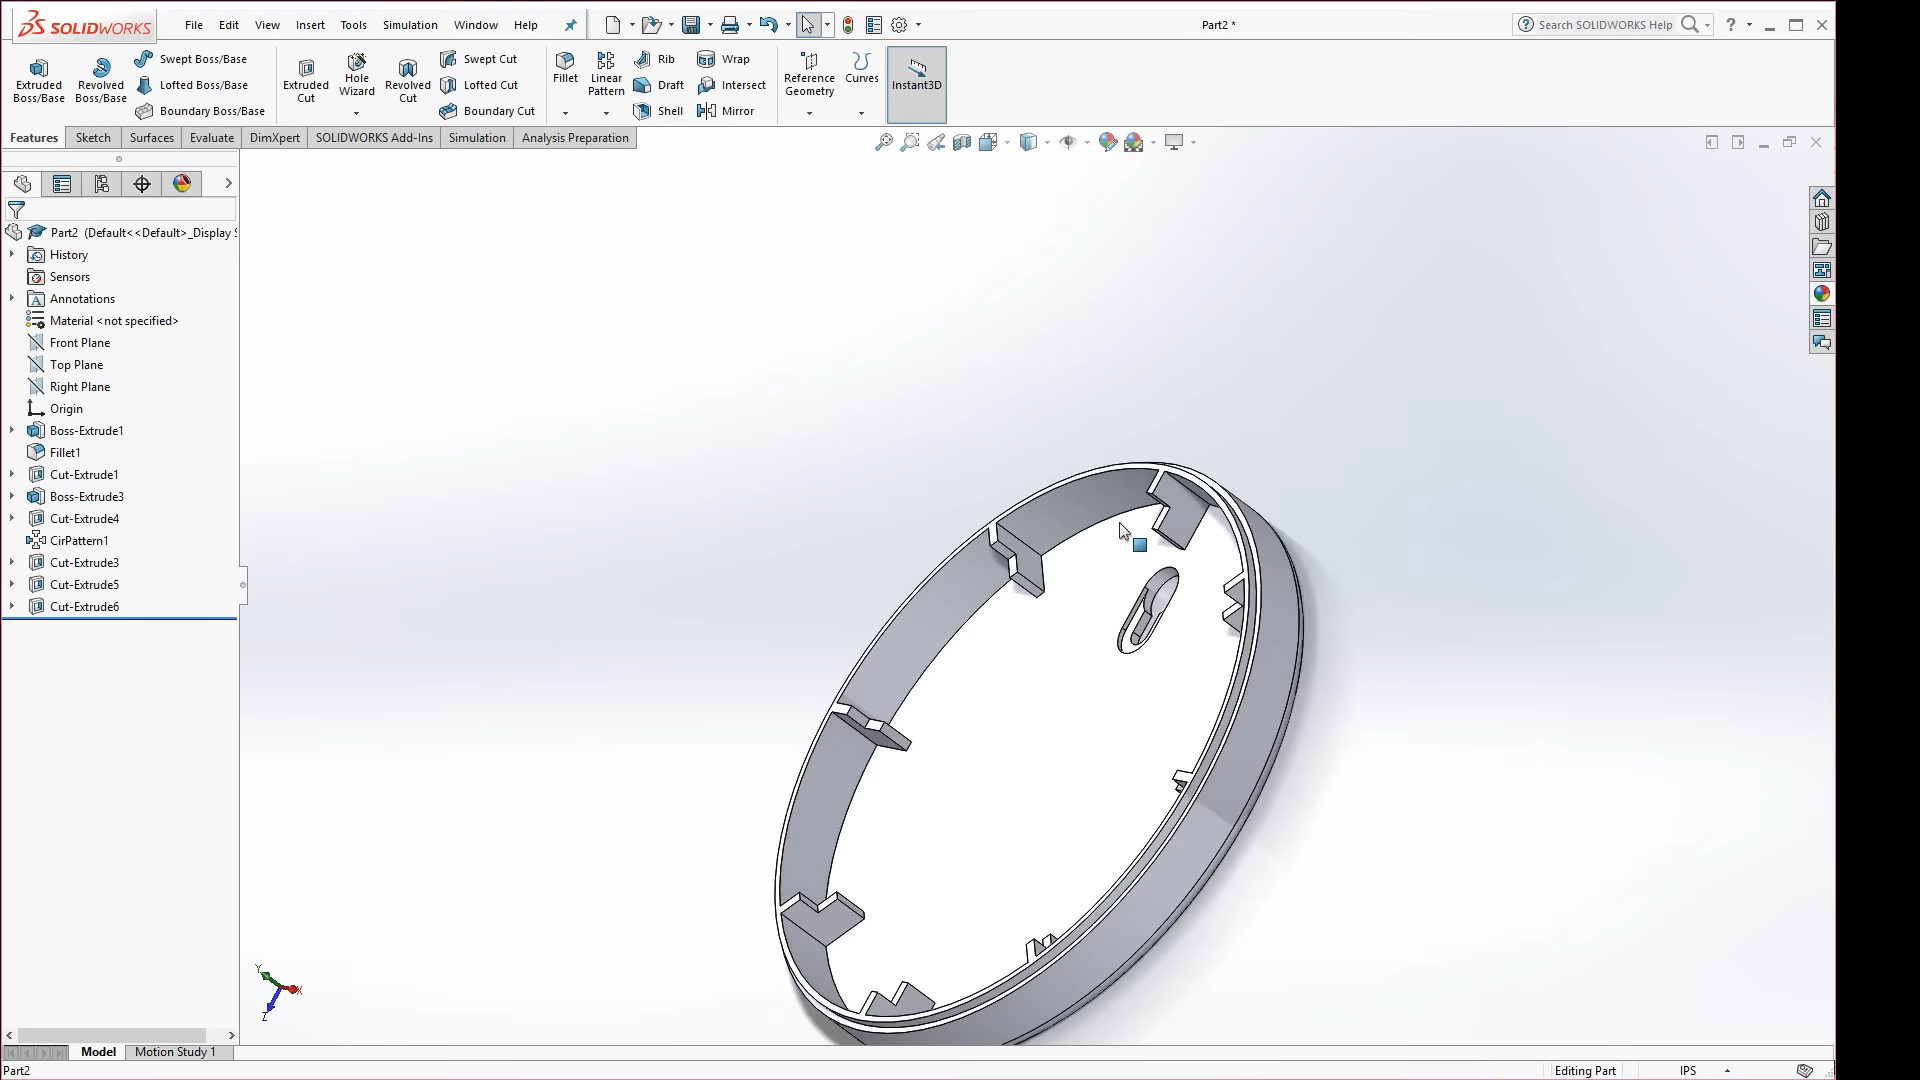 SOLIDWORKS File Edit View Insert Tools Simulation Window Help Part2 * Search SOLIDWORKS Help ?
Extruded Boss/Base
Revolved Boss/Base
Swept Boss/Base
Lofted Boss/Base
Boundary Boss/Base
Extruded Cut
Hole Wizard
Revolved Cut
Swept Cut
Lofted Cut
Boundary Cut
Fillet
Linear Pattern
Rib
Draft
Shell
Wrap
Intersect
Mirror
Reference Geometry
Curves
Instant3D
Features Sketch Surfaces Evaluate DimXpert SOLIDWORKS Add-Ins Simulation Analysis Preparation
Part2 (Default<<Default>_Display S
History
Sensors
A Annotations
Material <not specified>
Front Plane
Top Plane
Right Plane
Origin
Boss-Extrude1
Fillet1
Cut-Extrude1
Boss-Extrude3
Cut-Extrude4
CirPattern1
Cut-Extrude3
Cut-Extrude5
Cut-Extrude6
Y
X
Z
Model Motion Study 1
Part2 Editing Part IPS